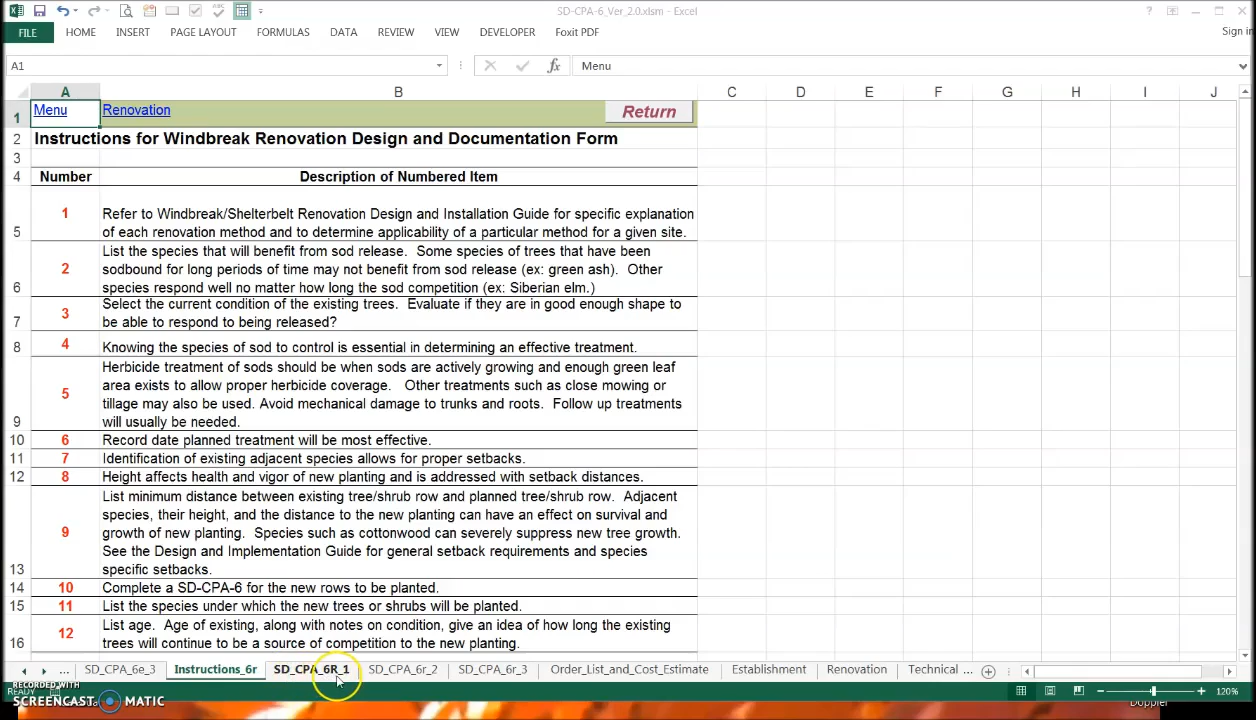 SD-CPA-6_Ver_2.0.xlsm - Excel
FILE HOME INSERT PAGE LAYOUT FORMULAS DATA REVIEW VIEW DEVELOPER Foxit PDF Sign in
A1 fx Menu
A B C D E F G H I J
1 Menu Renovation Return
2 Instructions for Windbreak Renovation Design and Documentation Form
3
4 Number Description of Numbered Item
1 Refer to Windbreak/Shelterbelt Renovation Design and Installation Guide for specific explanation
5 of each renovation method and to determine applicability of a particular method for a given site.
List the species that will benefit from sod release. Some species of trees that have been
2 sodbound for long periods of time may not benefit from sod release (ex: green ash). Other
6 species respond well no matter how long the sod competition (ex: Siberian elm.)
3 Select the current condition of the existing trees. Evaluate if they are in good enough shape to
7 be able to respond to being released?
8 4 Knowing the species of sod to control is essential in determining an effective treatment.
Herbicide treatment of sods should be when sods are actively growing and enough green leaf
5 area exists to allow proper herbicide coverage. Other treatments such as close mowing or
tillage may also be used. Avoid mechanical damage to trunks and roots. Follow up treatments
9 will usually be needed.
10 6 Record date planned treatment will be most effective.
11 7 Identification of existing adjacent species allows for proper setbacks.
12 8 Height affects health and vigor of new planting and is addressed with setback distances.
List minimum distance between existing tree/shrub row and planned tree/shrub row. Adjacent
species, their height, and the distance to the new planting can have an effect on survival and
9 growth of new planting. Species such as cottonwood can severely suppress new tree growth.
See the Design and Implementation Guide for general setback requirements and species
13 specific setbacks.
14 10 Complete a SD-CPA-6 for the new rows to be planted.
15 11 List the species under which the new trees or shrubs will be planted.
12 List age. Age of existing, along with notes on condition, give an idea of how long the existing
16 trees will continue to be a source of competition to the new planting.
... SD_CPA_6e_3 Instructions_6r SD_CPA_6R_1 SD_CPA_6r_2 SD_CPA_6r_3 Order_List_and_Cost_Estimate Establishment Renovation Technical ...
READY 120%
RECORDED WITH
SCREENCAST MATIC
Doppler